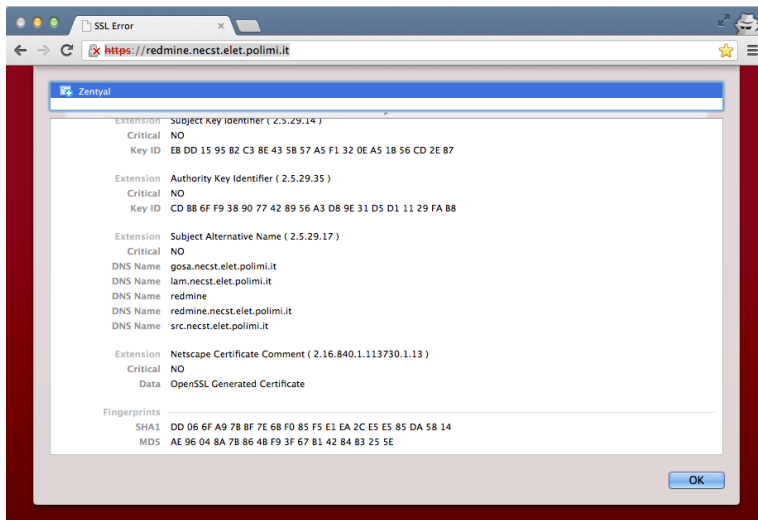 SSL Error
https://redmine.necst.elet.polimi.it
Zentyal
Extension Subject Key Identifier ( 2.5.29.14 )
Critical NO
Key ID EB DD 15 95 B2 C3 8E 43 5B 57 A5 F1 32 0E A5 1B 56 CD 2E B7
Extension Authority Key Identifier ( 2.5.29.35 )
Critical NO
Key ID CD BB 6F F9 38 90 77 42 89 56 A3 D8 9E 31 D5 D1 11 29 FA B8
Extension Subject Alternative Name ( 2.5.29.17 )
Critical NO
DNS Name gosa.necst.elet.polimi.it
DNS Name lam.necst.elet.polimi.it
DNS Name redmine
DNS Name redmine.necst.elet.polimi.it
DNS Name src.necst.elet.polimi.it
Extension Netscape Certificate Comment ( 2.16.840.1.113730.1.13 )
Critical NO
Data OpenSSL Generated Certificate
Fingerprints
SHA1 DD 06 6F A9 7B BF 7E 6B F0 85 F5 E1 EA 2C E5 E5 85 DA 58 14
MD5 AE 96 04 8A 7B 86 4B F9 3F 67 B1 42 84 B3 25 5E
OK